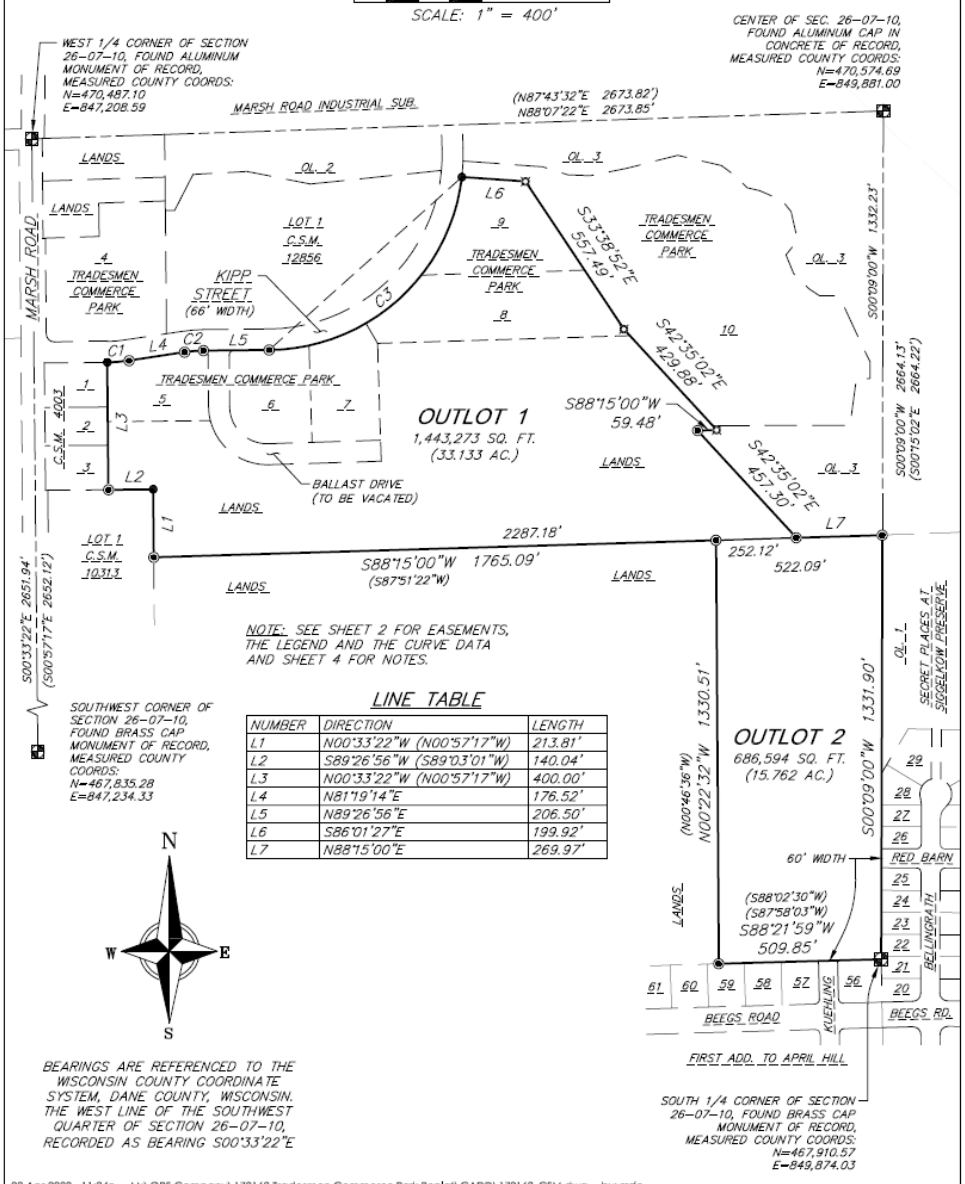 SCALE: 1" = 400'
WEST 1/4 CORNER OF SECTION
26-07-10, FOUND ALUMINUM
MONUMENT OF RECORD,
MEASURED COUNTY COORDS:
N=470,487.10
E=847,208.59
CENTER OF SEC. 26-07-10,
FOUND ALUMINUM CAP IN
CONCRETE OF RECORD,
MEASURED COUNTY COORDS:
N=470,574.69
E=849,881.00
MARSH ROAD INDUSTRIAL SUB.
(N87°43'32"E 2673.82')
N88°07'22"E 2673.85'
LANDS
OL. 2
OL. 3
LANDS
MARSH ROAD
4
TRADESMEN
COMMERCE
PARK
LOT 1
C.S.M.
12856
KIPP
STREET
(66' WIDTH)
L6
9
TRADESMEN
COMMERCE
PARK
8
C3
S33°38'52"E
557.49'
TRADESMEN
COMMERCE
PARK
OL. 3
S00°09'00"W 1332.23'
10
S42°35'02"E
429.88'
C1
L4
C2
L5
TRADESMEN COMMERCE PARK
5
6
7
1
2
3
C.S.M. 4003
L3
L2
L1
OUTLOT 1
1,443,273 SQ. FT.
(33.133 AC.)
S88°15'00"W
59.48'
LANDS
S42°35'02"E
457.30'
OL. 3
S00°09'00"W 2664.13'
(S00°15'02"E 2664.22')
BALLAST DRIVE
(TO BE VACATED)
LANDS
LOT 1
C.S.M.
10313
2287.18'
S88°15'00"W 1765.09'
(S87°51'22"W)
LANDS
LANDS
252.12'
L7
522.09'
S00°33'22"E 2651.94'
(S00°57'17"E 2652.12')
NOTE: SEE SHEET 2 FOR EASEMENTS,
THE LEGEND AND THE CURVE DATA
AND SHEET 4 FOR NOTES.
OL. 1
SECRET PLACES AT
SIGGELKOW PRESERVE
SOUTHWEST CORNER OF
SECTION 26-07-10,
FOUND BRASS CAP
MONUMENT OF RECORD,
MEASURED COUNTY
COORDS:
N=467,835.28
E=847,234.33
LINE TABLE
NUMBER DIRECTION LENGTH
L1 N00°33'22"W (N00°57'17"W) 213.81'
L2 S89°26'56"W (S89°03'01"W) 140.04'
L3 N00°33'22"W (N00°57'17"W) 400.00'
L4 N81°19'14"E 176.52'
L5 N89°26'56"E 206.50'
L6 S86°01'27"E 199.92'
L7 N88°15'00"E 269.97'
(N00°46'36"W)
N00°22'32"W 1330.51'
OUTLOT 2
686,594 SQ. FT.
(15.762 AC.)
S00°09'00"W 1331.90'
29
28
27
26
60' WIDTH
RED BARN
25
24
23
22
21
20
BELLINGRATH
LANDS
(S88°02'30"W)
(S87°58'03"W)
S88°21'59"W
509.85'
61
60
59
58
57
56
BEEGS ROAD
KUEHLING
BEEGS RD.
FIRST ADD. TO APRIL HILL
N
W
E
S
BEARINGS ARE REFERENCED TO THE
WISCONSIN COUNTY COORDINATE
SYSTEM, DANE COUNTY, WISCONSIN.
THE WEST LINE OF THE SOUTHWEST
QUARTER OF SECTION 26-07-10,
RECORDED AS BEARING S00°33'22"E
SOUTH 1/4 CORNER OF SECTION
26-07-10, FOUND BRASS CAP
MONUMENT OF RECORD,
MEASURED COUNTY COORDS:
N=467,910.57
E=849,874.03